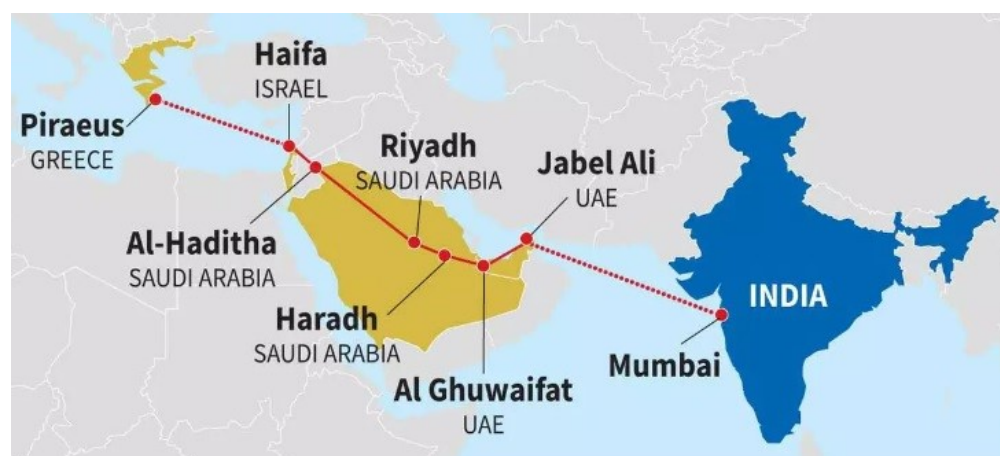 Haifa
ISRAEL
Piraeus
GREECE
Riyadh
SAUDI ARABIA
Jabel Ali
UAE
Al-Haditha
SAUDI ARABIA
INDIA
Haradh
SAUDI ARABIA
Mumbai
Al Ghuwaifat
UAE